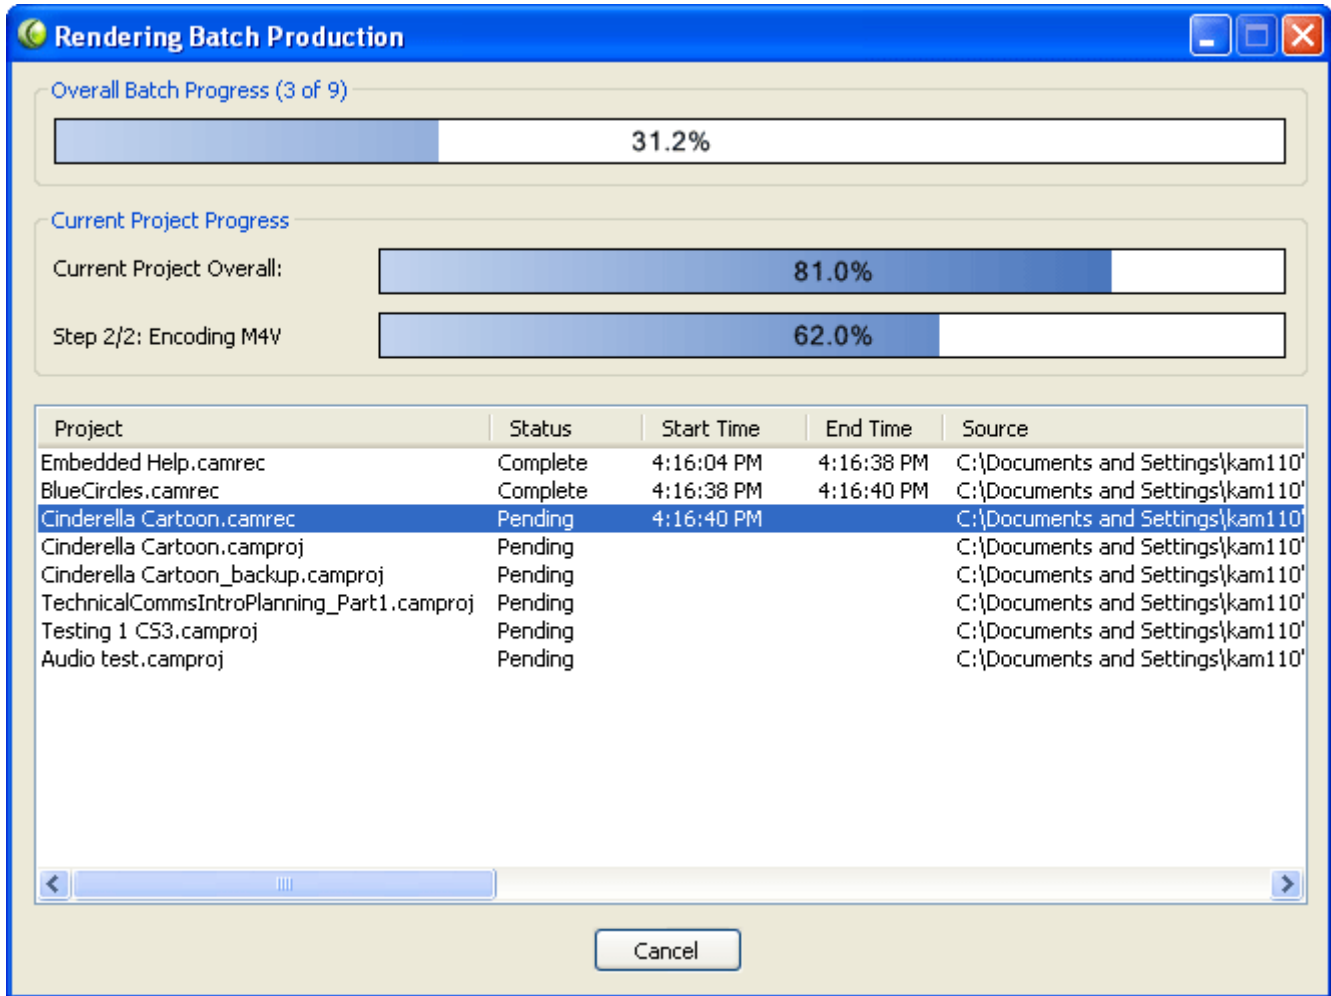 Rendering Batch Production
Overall Batch Progress (3 of 9)
31.2%
Current Project Progress
Current Project Overall: 81.0%
Step 2/2: Encoding M4V 62.0%
Project Status Start Time End Time Source
Embedded Help.camrec Complete 4:16:04 PM 4:16:38 PM C:\Documents and Settings\kam110'
BlueCircles.camrec Complete 4:16:38 PM 4:16:40 PM C:\Documents and Settings\kam110'
Cinderella Cartoon.camrec Pending 4:16:40 PM C:\Documents and Settings\kam110'
Cinderella Cartoon.camproj Pending C:\Documents and Settings\kam110'
Cinderella Cartoon_backup.camproj Pending C:\Documents and Settings\kam110'
TechnicalCommsIntroPlanning_Part1.camproj Pending C:\Documents and Settings\kam110'
Testing 1 CS3.camproj Pending C:\Documents and Settings\kam110'
Audio test.camproj Pending C:\Documents and Settings\kam110'
Cancel